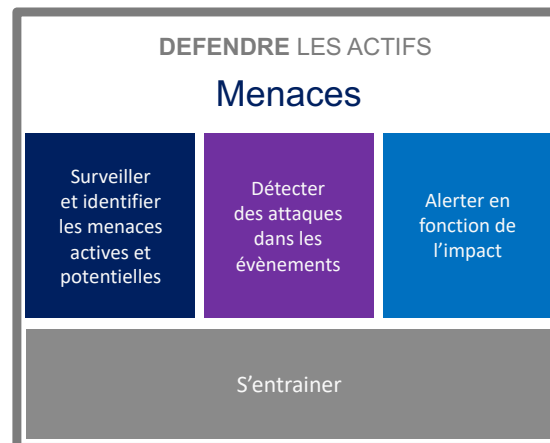 DEFENDRE LES ACTIFS
Menaces
Surveiller
et identifier
les menaces
actives et
potentielles
Détecter
des attaques
dans les
évènements
Alerter en
fonction de
l’impact
S’entrainer